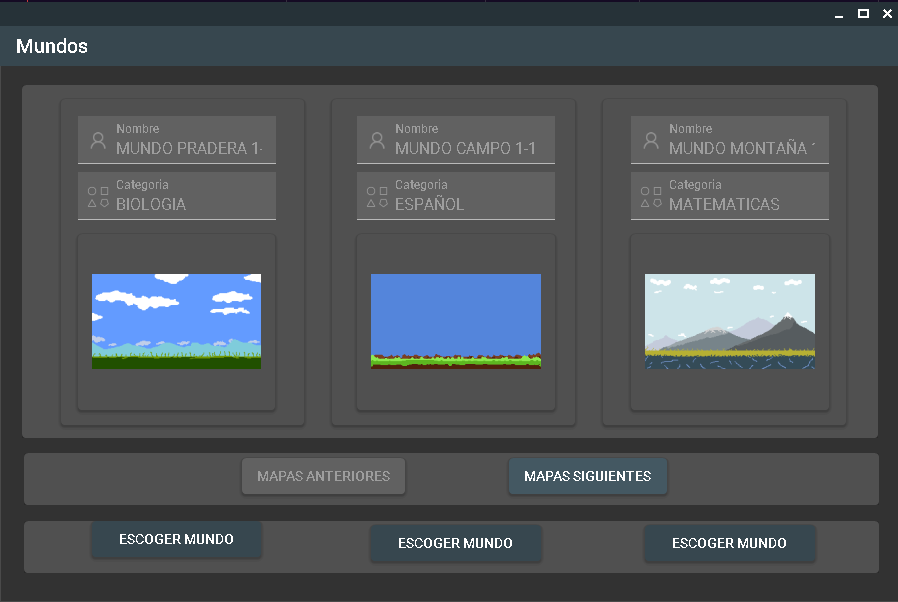 Mundos
Nombre
MUNDO PRADERA 1-
Nombre
MUNDO CAMPO 1-1
Nombre
MUNDO MONTAÑA
Categoria
BIOLOGIA
Categoria
ESPAÑOL
Categoria
MATEMATICAS
MAPAS ANTERIORES
MAPAS SIGUIENTES
ESCOGER MUNDO
ESCOGER MUNDO
ESCOGER MUNDO